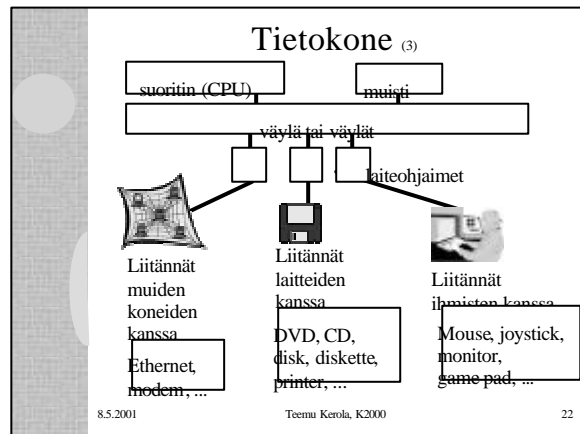 Tietokone (3)
suoritin (CPU)
muisti
väylä tai väylät
laiteohjaimet
Liitännät
muiden
koneiden
kanssa
Ethernet,
modem, ...
Liitännät
laitteiden
kanssa
DVD, CD,
disk, diskette,
printer, ...
Liitännät
ihmisten kanssa
Mouse, joystick,
monitor,
game pad, ...
8.5.2001
Teemu Kerola, K2000
22